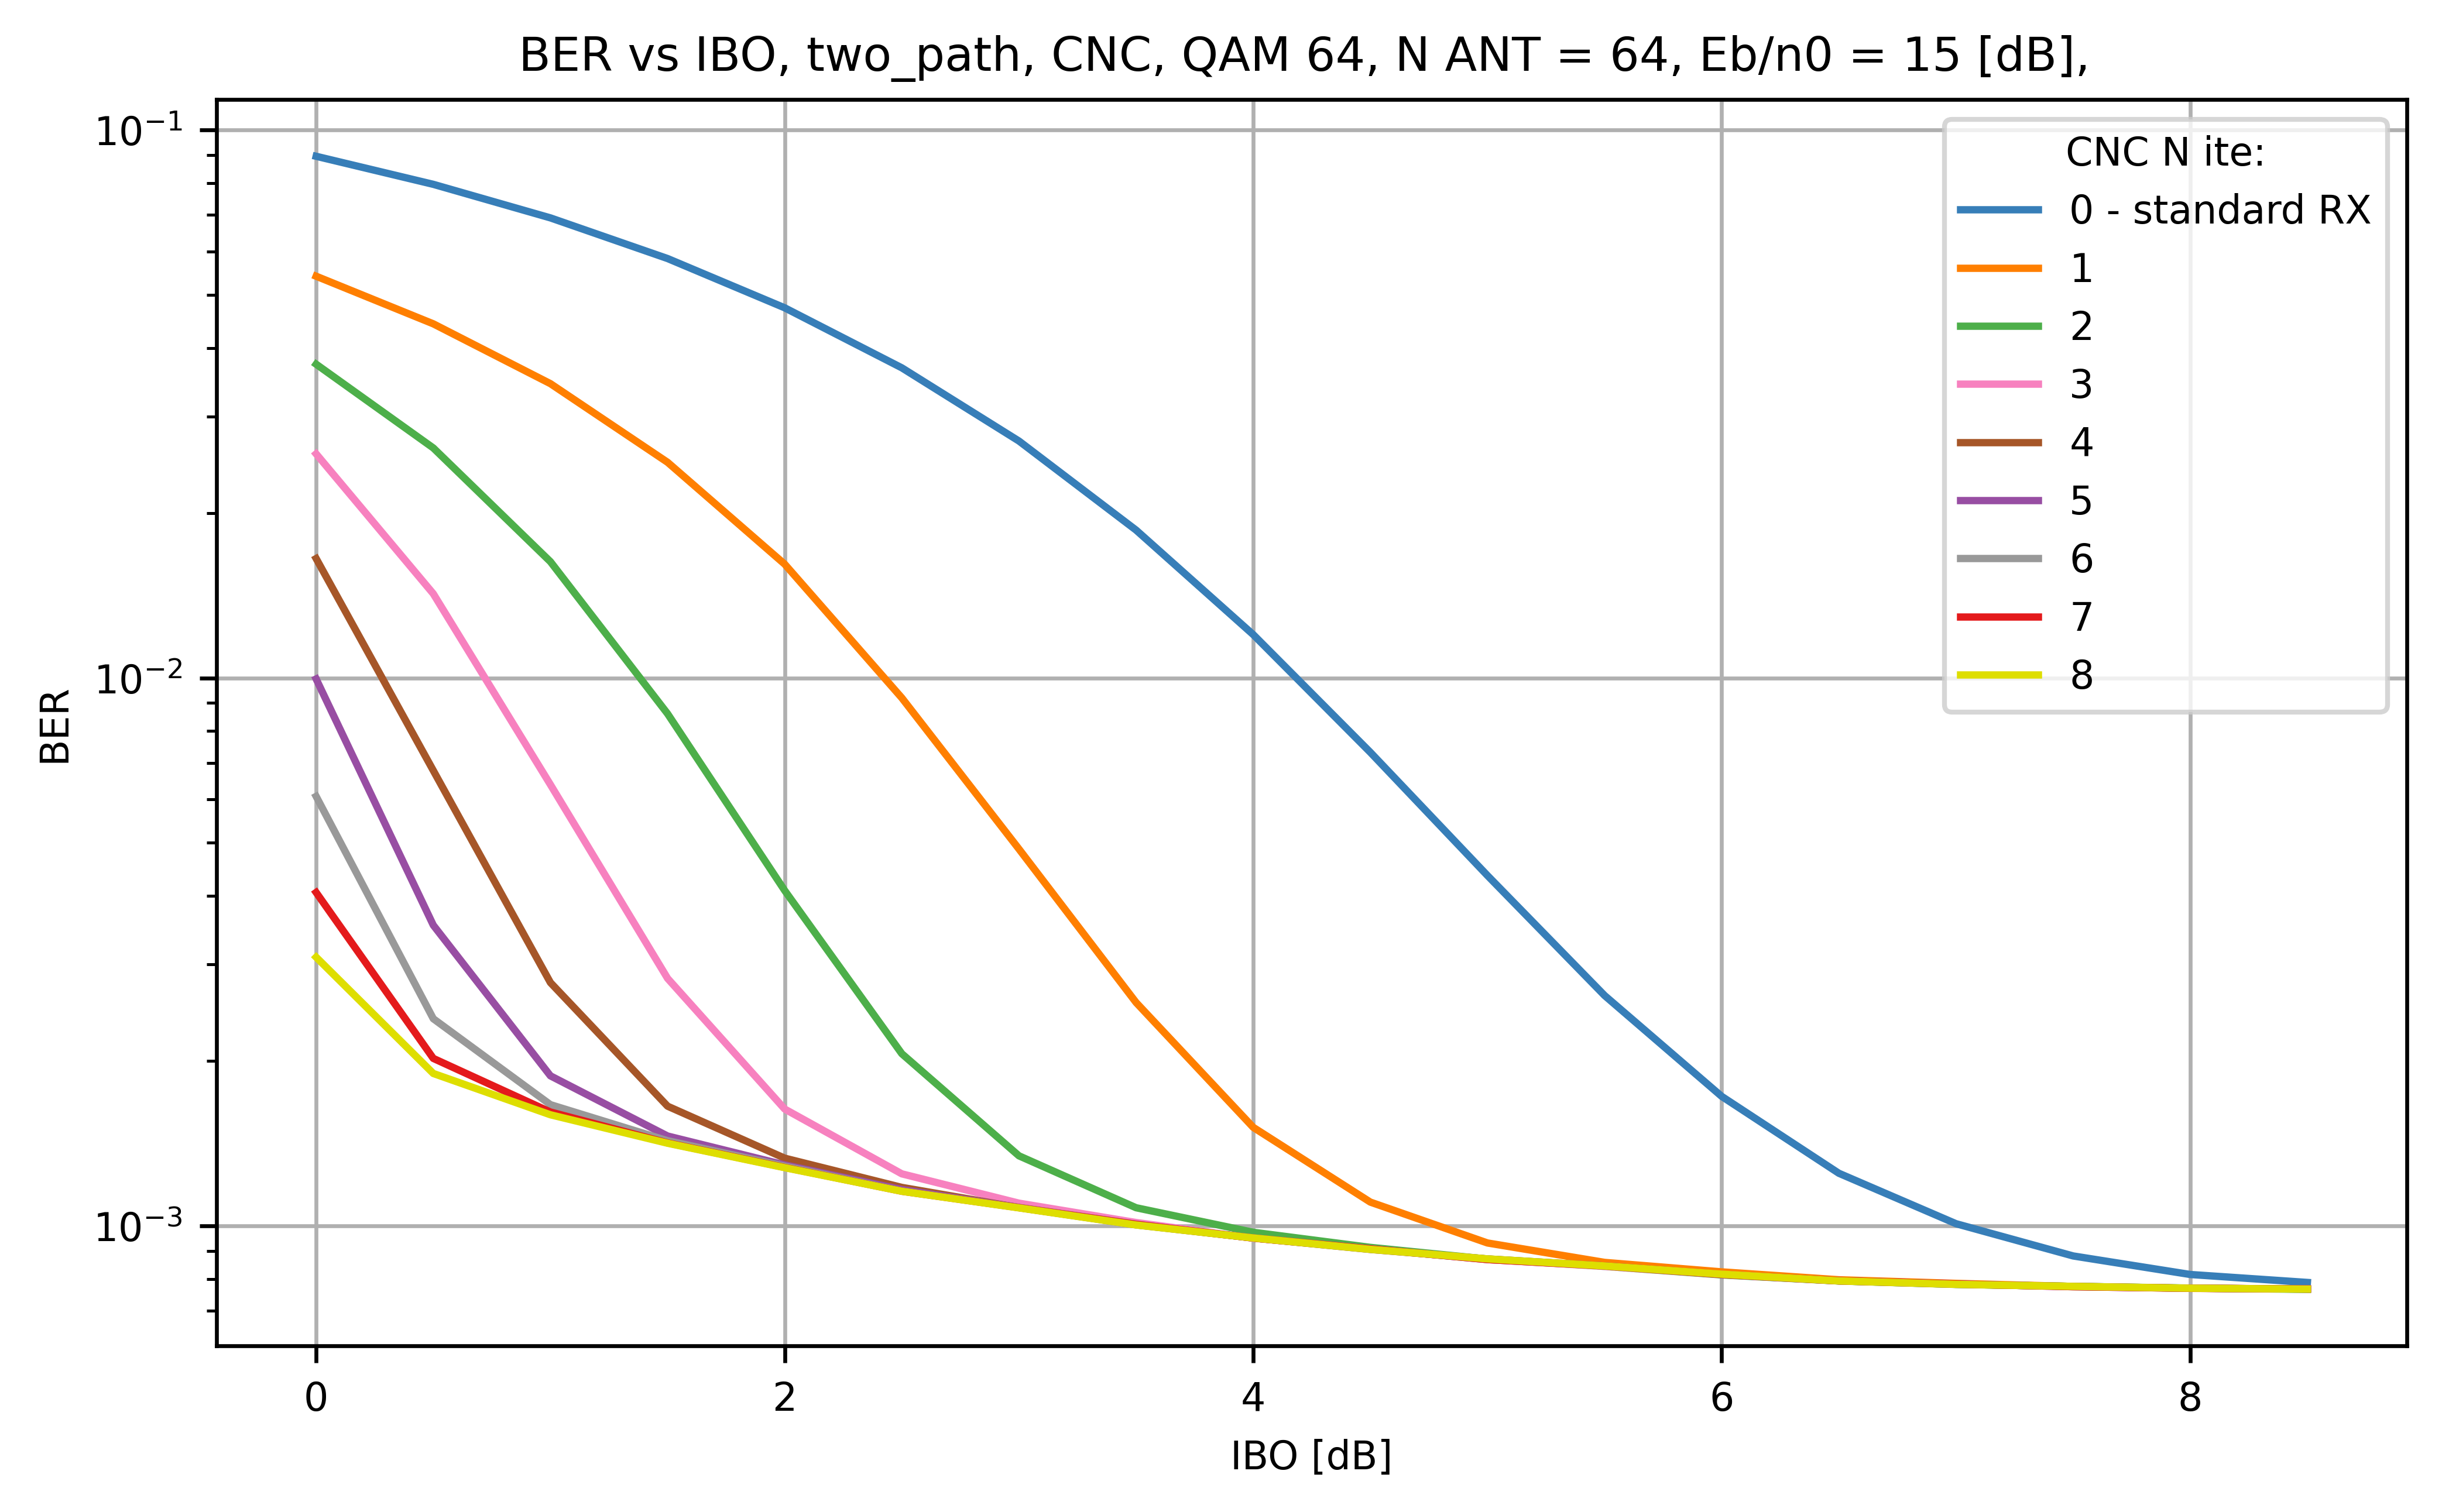 BER vs IBO, two_path, CNC, QAM 64, N ANT = 64, Eb/n0 = 15 [dB],
BER
10⁻¹
10⁻²
10⁻³
CNC N ite:
0 - standard RX
1
2
3
4
5
6
7
8
0 2 4 6 8
IBO [dB]